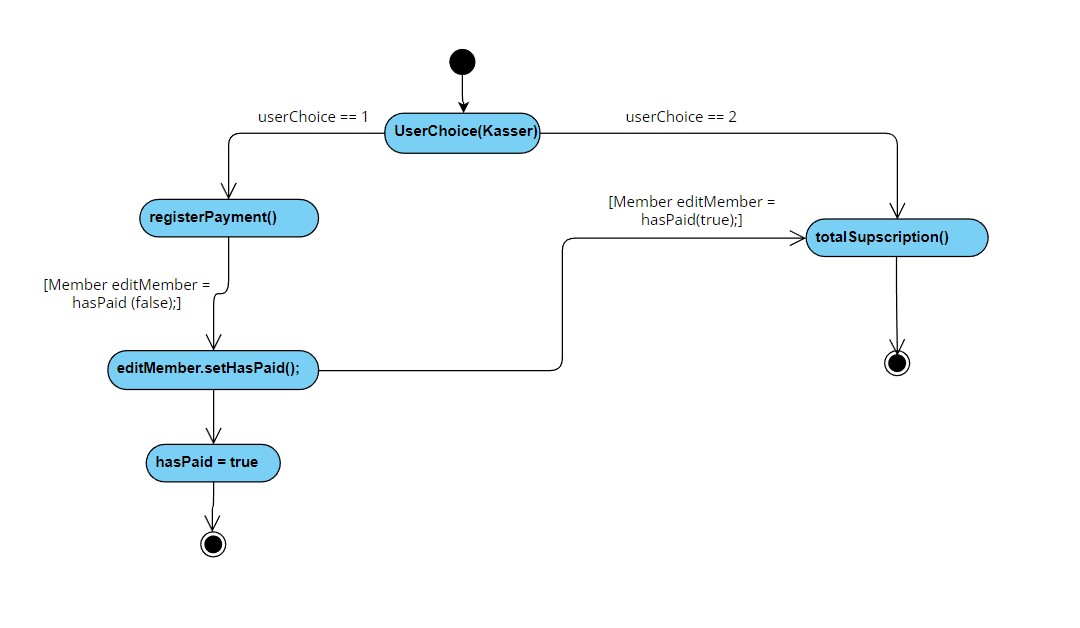 userChoice == 1
userChoice == 2
UserChoice(Kasser)
[Member editMember =
hasPaid(true);]
registerPayment()
totalSupscription()
[Member editMember =
hasPaid (false);]
editMember.setHasPaid();
hasPaid = true